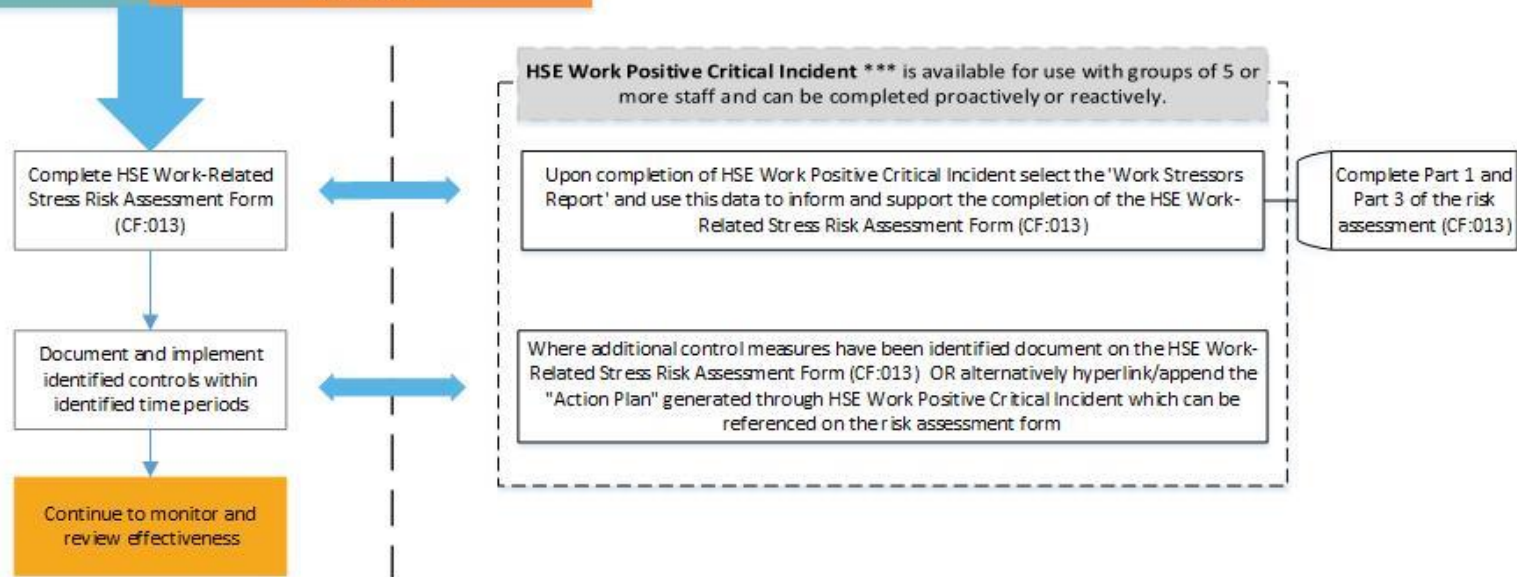 HSE Work Positive Critical Incident *** is available for use with groups of 5 or
more staff and can be completed proactively or reactively.
Complete HSE Work-Related
Stress Risk Assessment Form
(CF:013)
Upon completion of HSE Work Positive Critical Incident select the 'Work Stressors
Report' and use this data to inform and support the completion of the HSE Work-
Related Stress Risk Assessment Form (CF:013)
Complete Part 1 and
Part 3 of the risk
assessment (CF:013)
Document and implement
identified controls within
identified time periods
Where additional control measures have been identified document on the HSE Work-
Related Stress Risk Assessment Form (CF:013) OR alternatively hyperlink/append the
"Action Plan" generated through HSE Work Positive Critical Incident which can be
referenced on the risk assessment form
Continue to monitor and
review effectiveness